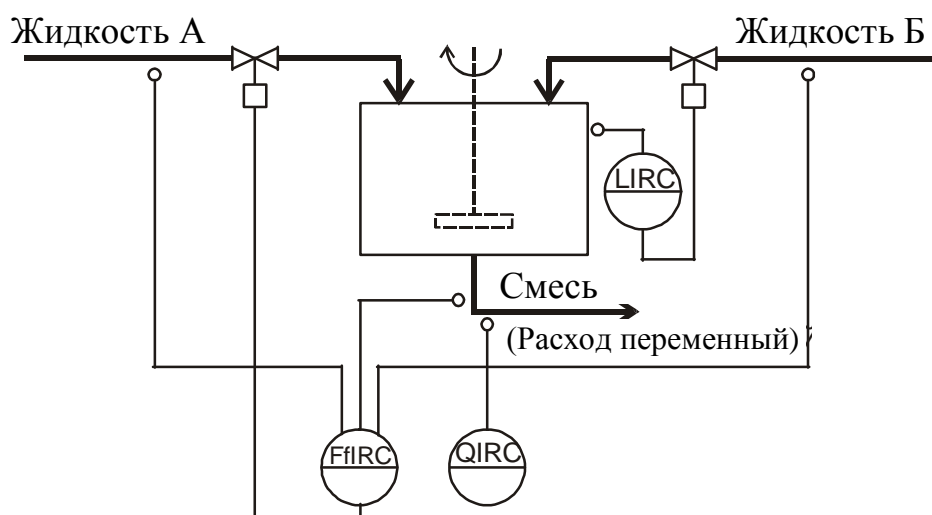 Жидкость А
Жидкость Б
LIRC
Смесь
(Расход переменный)
FfIRC
QIRC